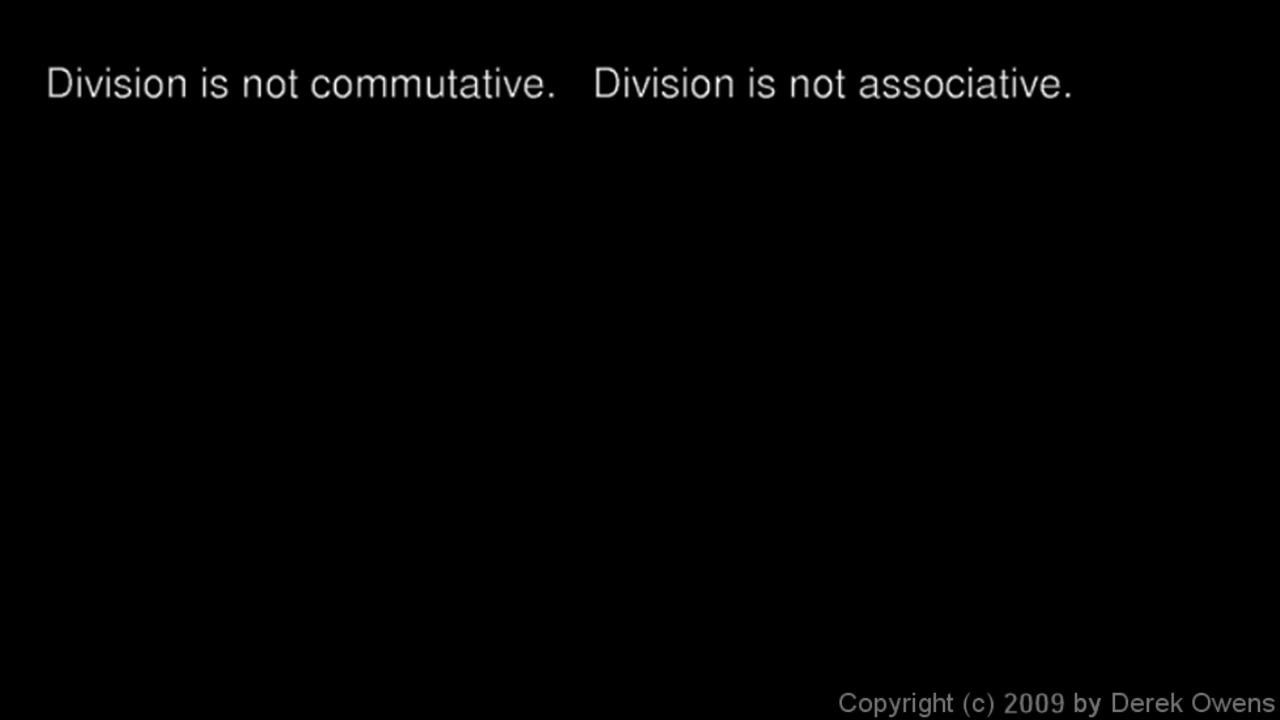 Division is not commutative. Division is not associative.
Copyright (c) 2009 by Derek Owens